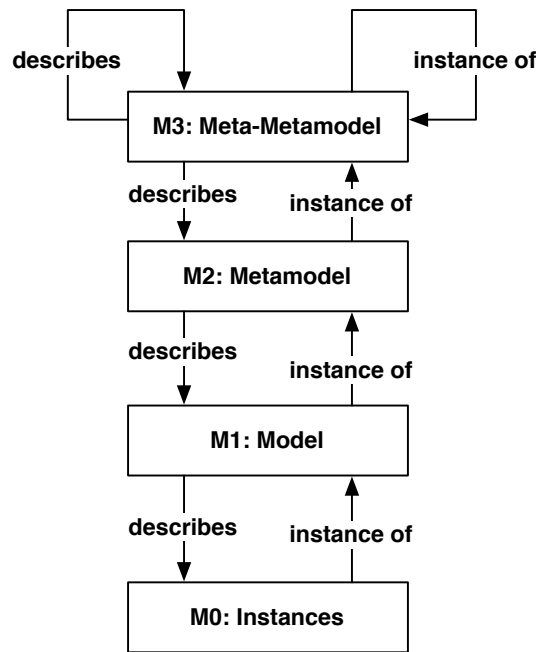 describes
instance of
M3: Meta-Metamodel
describes
instance of
M2: Metamodel
describes
instance of
M1: Model
describes
instance of
M0: Instances